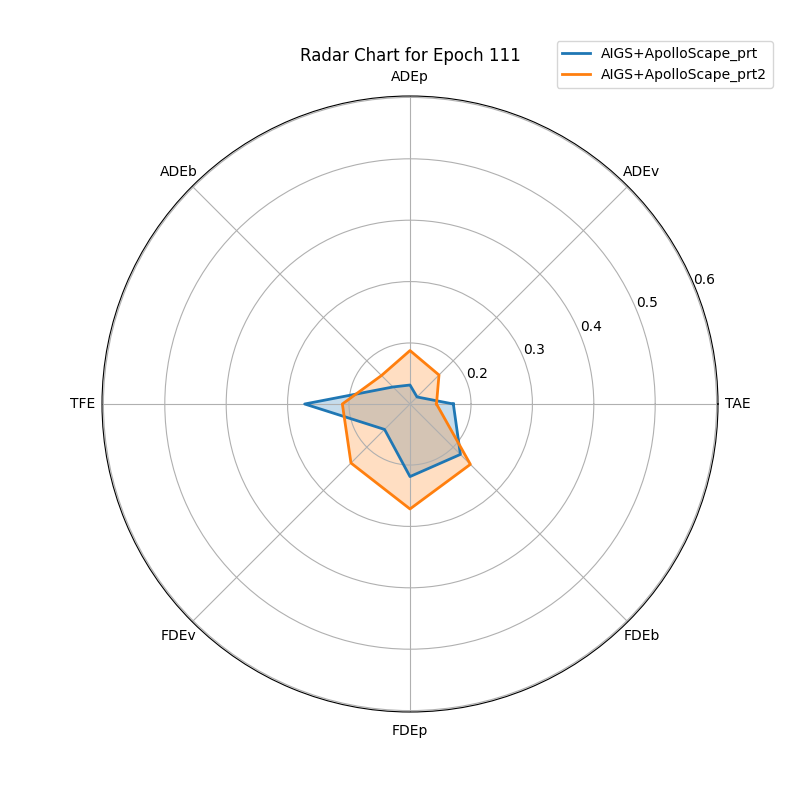 Radar Chart for Epoch 111
AIGS+ApolloScape_prt
AIGS+ApolloScape_prt2
ADEp
ADEb
ADEv
0.6
0.5
0.4
0.3
0.2
TFE
TAE
FDEv
FDEb
FDEp